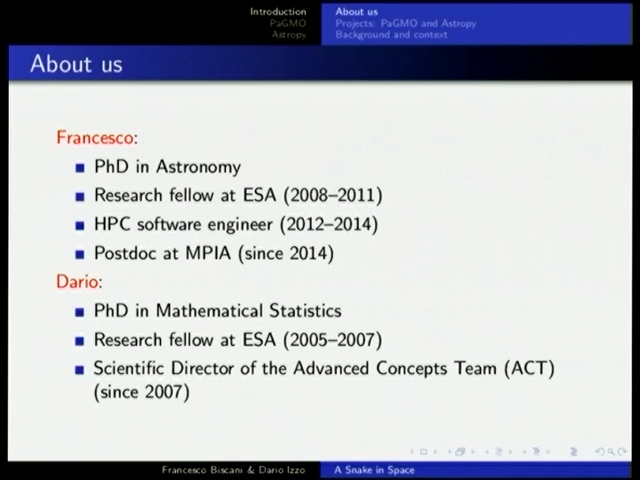 Introduction
PaGMO
Astropy
About us
Projects: PaGMO and Astropy
Background and context
About us
Francesco:
PhD in Astronomy
Research fellow at ESA (2008–2011)
HPC software engineer (2012–2014)
Postdoc at MPIA (since 2014)
Dario:
PhD in Mathematical Statistics
Research fellow at ESA (2005–2007)
Scientific Director of the Advanced Concepts Team (ACT)
(since 2007)
Francesco Biscani & Dario Izzo
A Snake in Space